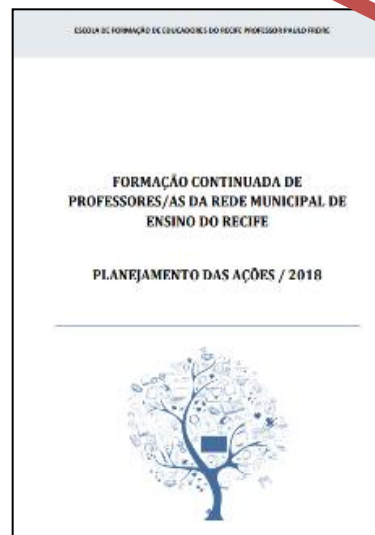 ESCOLA DE FORMAÇÃO DE EDUCADORES DO RECIFE PROFESSOR PAULO FREIRE
FORMAÇÃO CONTINUADA DE
PROFESSORES/AS DA REDE MUNICIPAL DE
ENSINO DO RECIFE
PLANEJAMENTO DAS AÇÕES / 2018